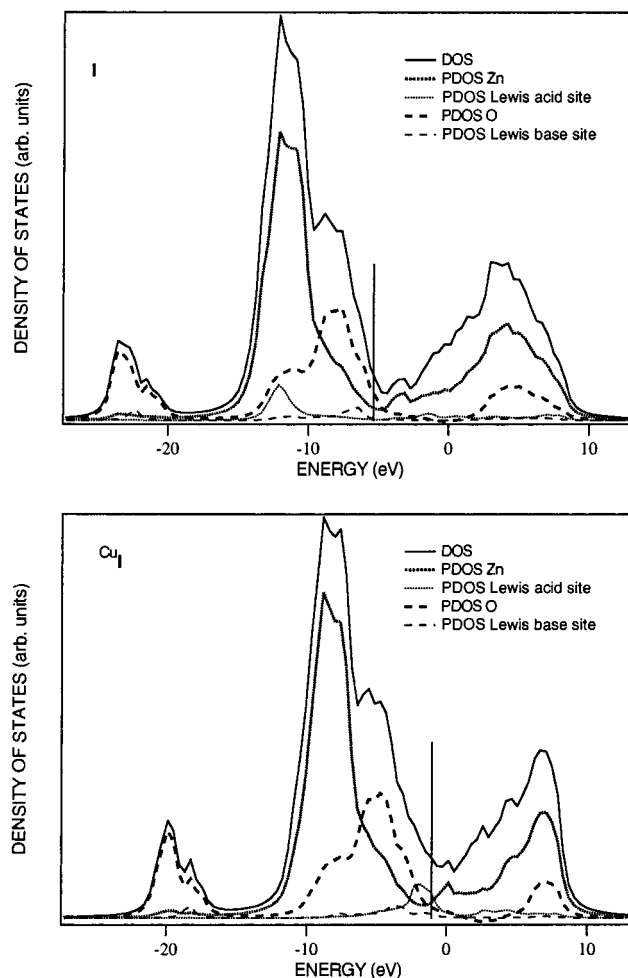 I
DOS
PDOS Zn
PDOS Lewis acid site
PDOS O
PDOS Lewis base site
DENSITY OF STATES (arb. units)
-20 -10 0 10
ENERGY (eV)
CuI
DOS
PDOS Zn
PDOS Lewis acid site
PDOS O
PDOS Lewis base site
DENSITY OF STATES (arb. units)
-20 -10 0 10
ENERGY (eV)